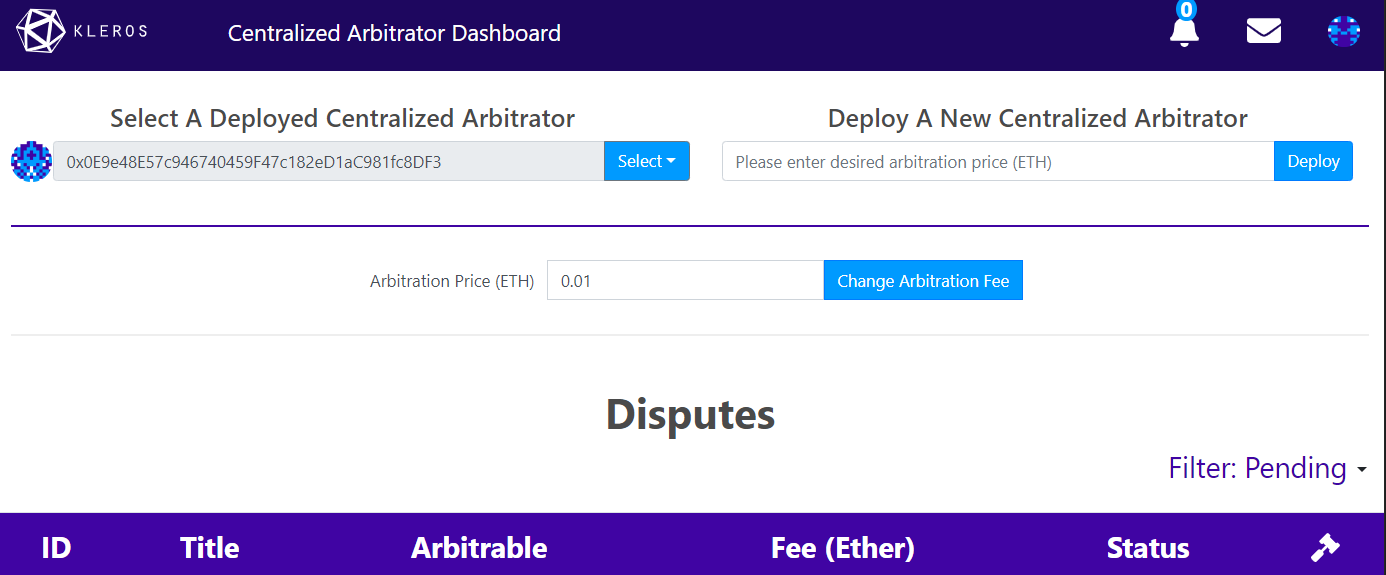 KLEROS
Centralized Arbitrator Dashboard
0
Select A Deployed Centralized Arbitrator
Deploy A New Centralized Arbitrator
0x0E9e48E57c946740459F47c182eD1aC981fc8DF3
Select
Please enter desired arbitration price (ETH)
Deploy
Arbitration Price (ETH)
0.01
Change Arbitration Fee
Disputes
Filter: Pending
ID Title Arbitrable Fee (Ether) Status